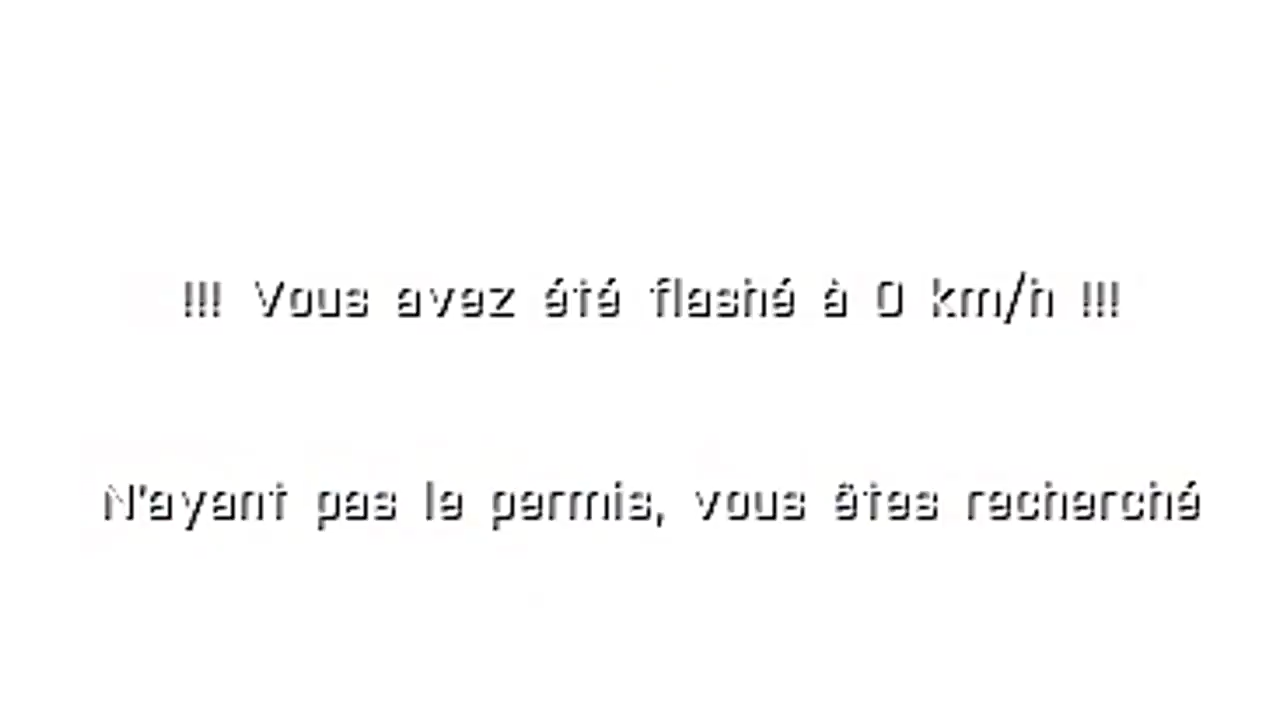 !!! Vous avez été flashé à 0 km/h !!!
N'ayant pas le permis, vous êtes recherché